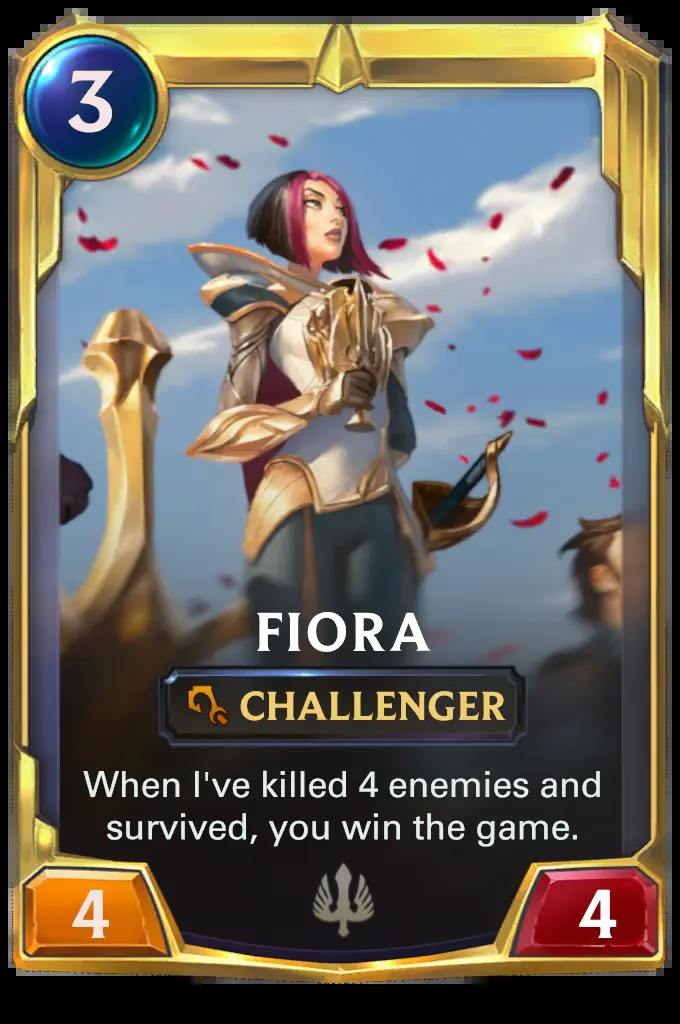 3
FIORA
CHALLENGER
When I've killed 4 enemies and
survived, you win the game.
4
4